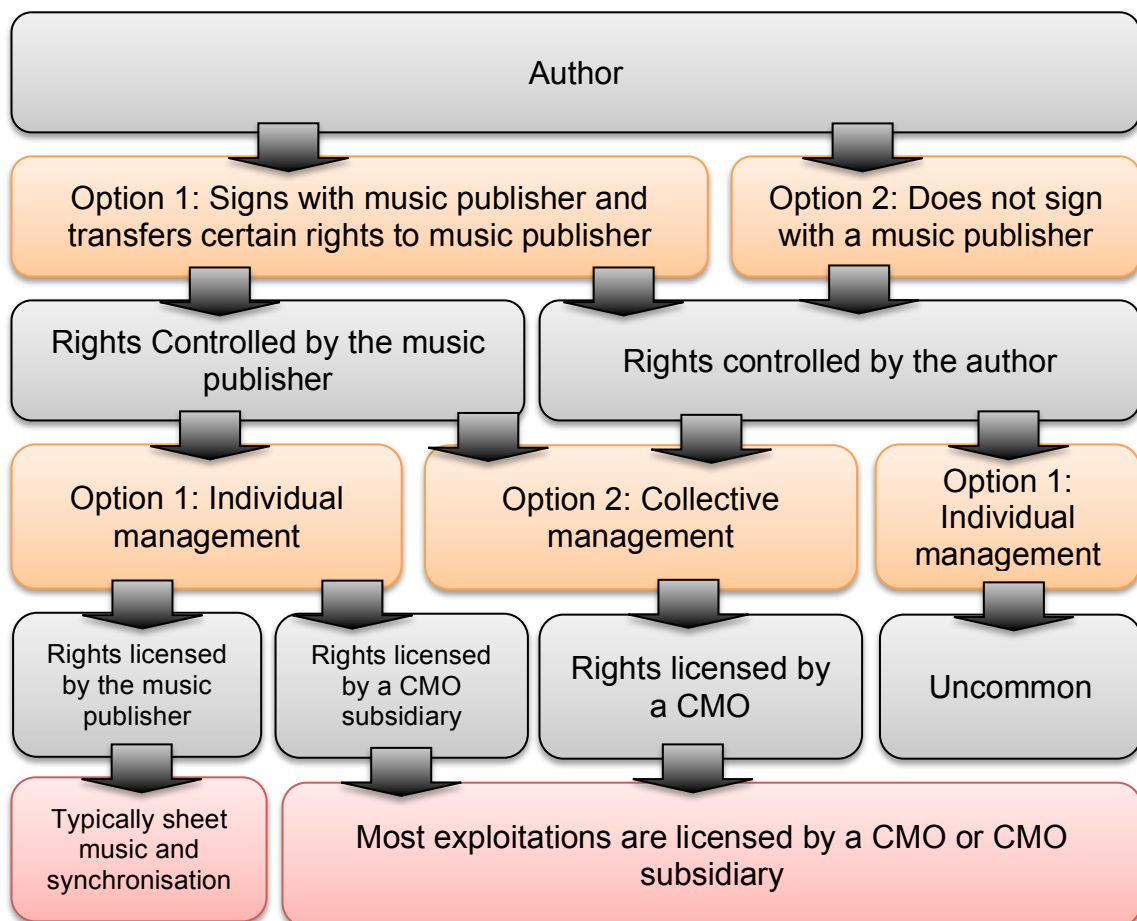 Author
Option 1: Signs with music publisher and
transfers certain rights to music publisher
Option 2: Does not sign
with a music publisher
Rights Controlled by the music
publisher
Rights controlled by the author
Option 1: Individual
management
Option 2: Collective
management
Option 1:
Individual
management
Rights licensed
by the music
publisher
Rights licensed
by a CMO
subsidiary
Rights licensed by
a CMO
Uncommon
Typically sheet
music and
synchronisation
Most exploitations are licensed by a CMO or CMO
subsidiary